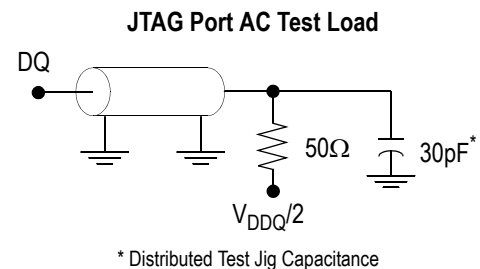 JTAG Port AC Test Load
DQ
50Ω
30pF*
VDDQ/2
* Distributed Test Jig Capacitance